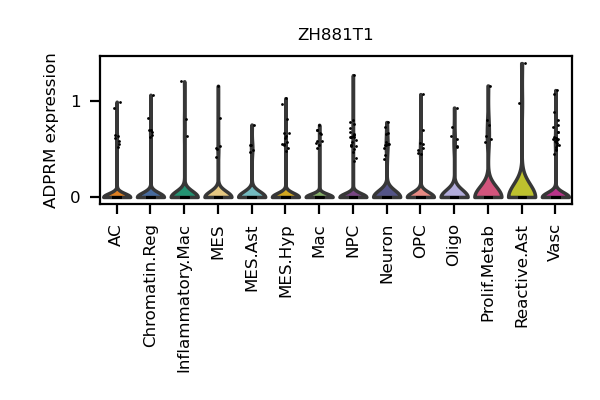 ZH881T1
ADPRM expression
1
0
AC
Chromatin.Reg
Inflammatory.Mac
MES
MES.Ast
MES.Hyp
Mac
NPC
Neuron
OPC
Oligo
Prolif.Metab
Reactive.Ast
Vasc